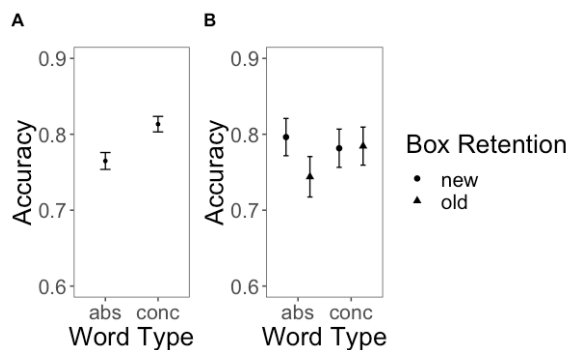 A
B
Accuracy
0.9
0.8
0.7
0.6
abs conc
Word Type
Accuracy
0.9
0.8
0.7
0.6
abs conc
Word Type
Box Retention
new
old